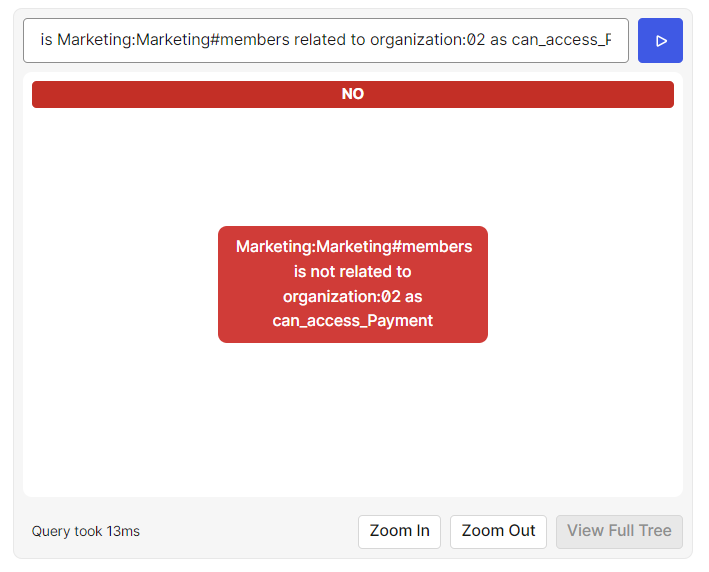 is Marketing:Marketing#members related to organization:02 as can_access_P
NO
Marketing:Marketing#members
is not related to
organization:02 as
can_access_Payment
Query took 13ms
Zoom In
Zoom Out
View Full Tree